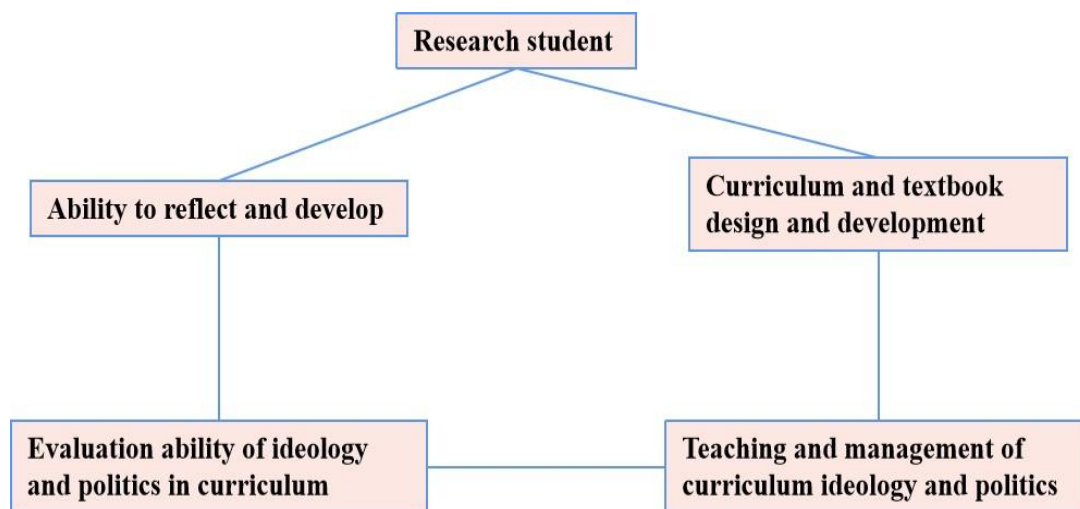 Research student
Ability to reflect and develop
Curriculum and textbook
design and development
Evaluation ability of ideology
and politics in curriculum
Teaching and management of
curriculum ideology and politics